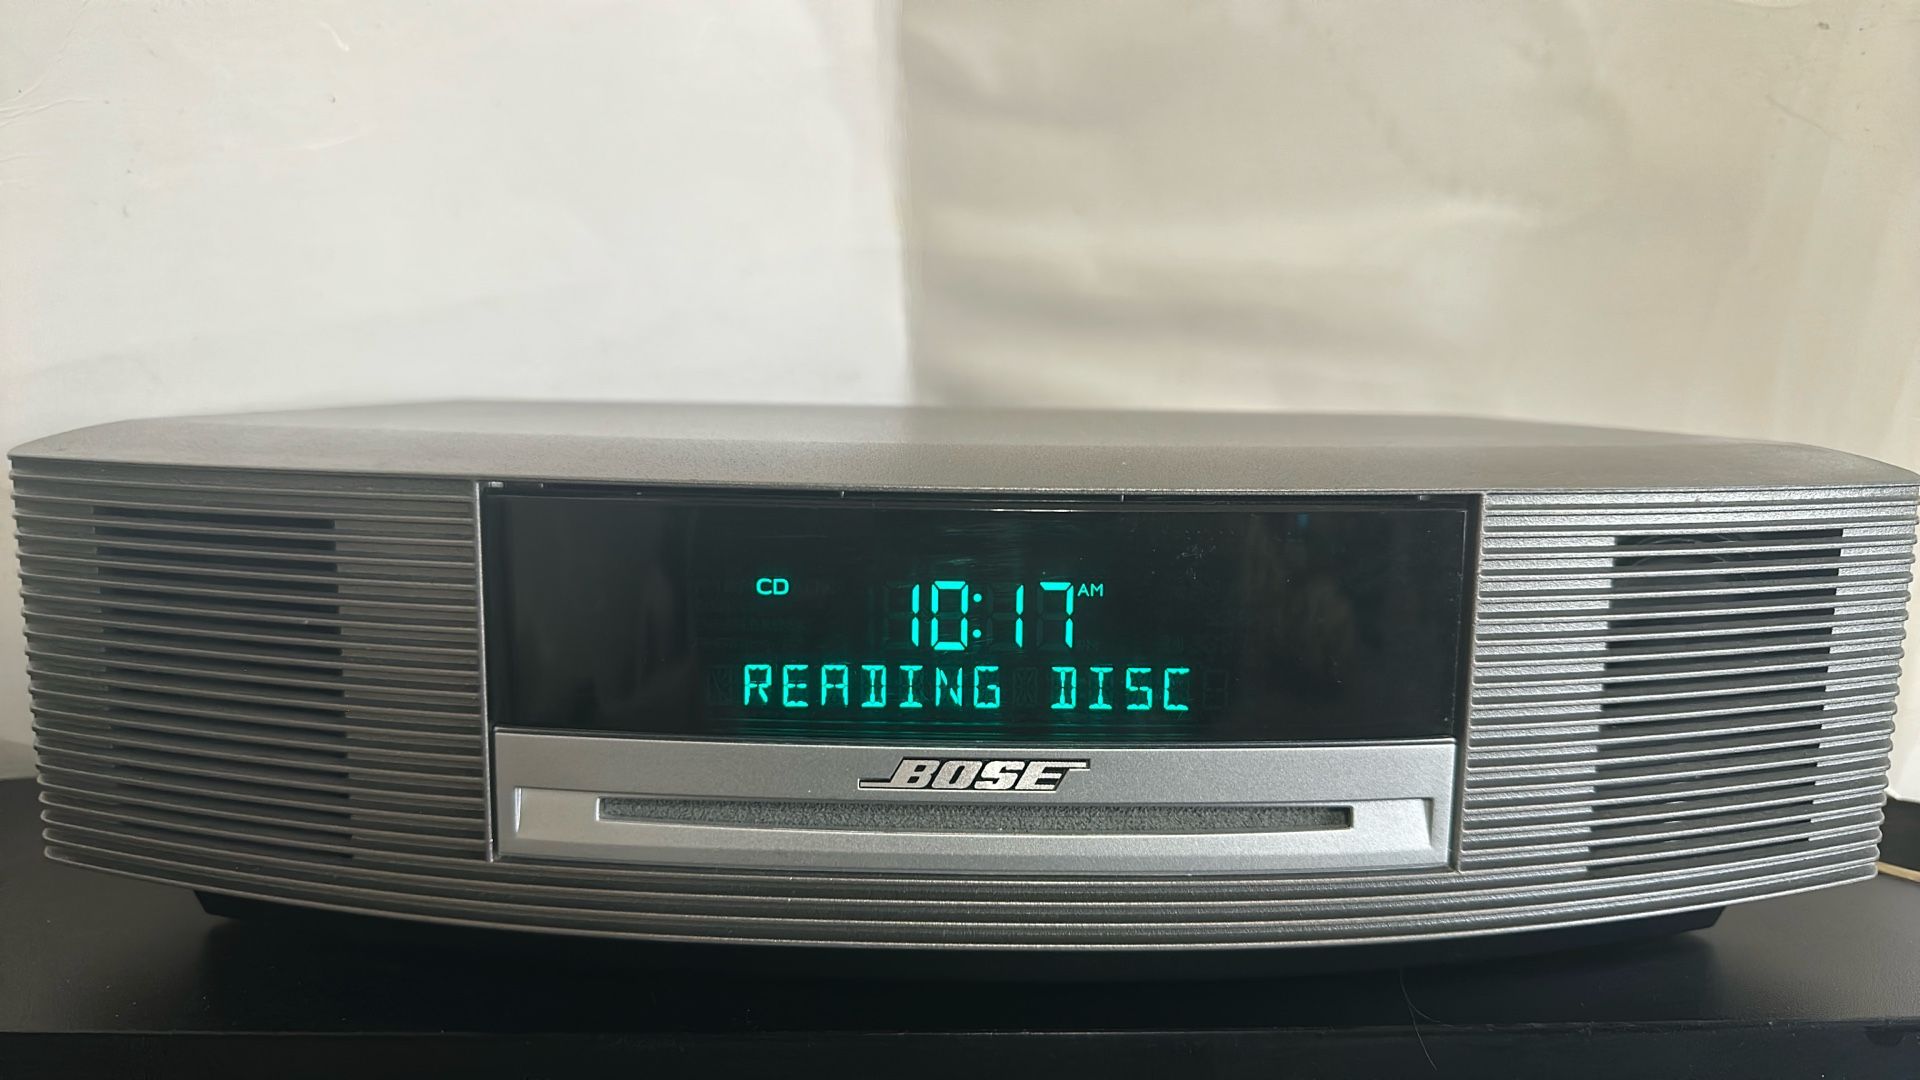 CD 10:17 AM
READING DISC
BOSE